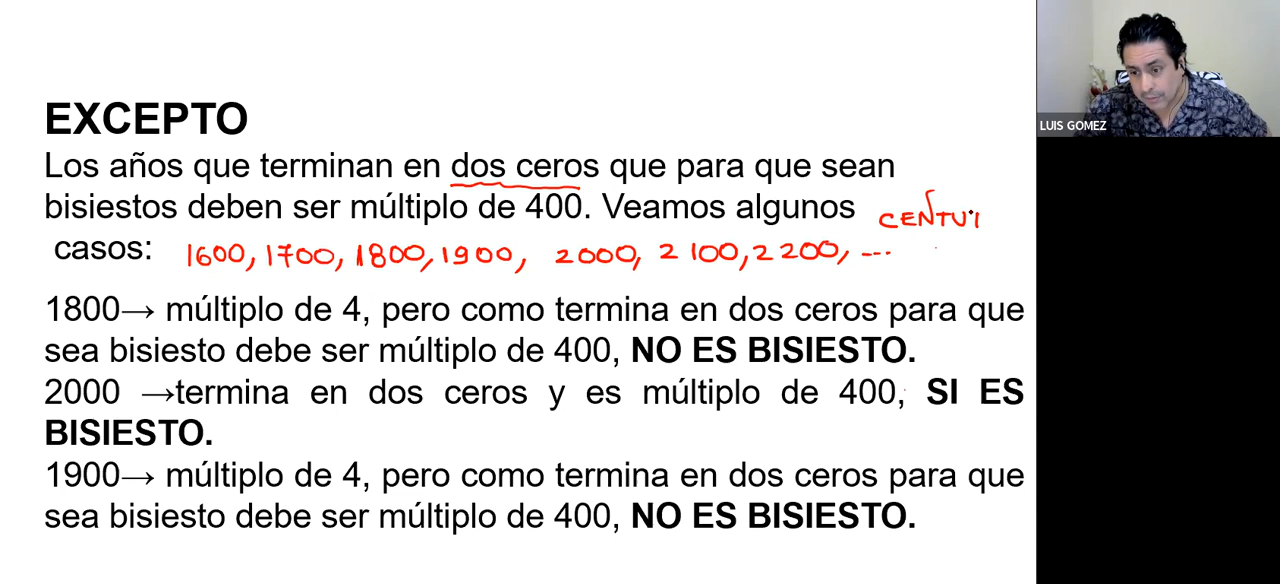 LUIS GOMEZ
EXCEPTO
Los años que terminan en dos ceros que para que sean
bisiestos deben ser múltiplo de 400. Veamos algunos
CENTU
casos: 1600, 1700, 1800, 1900, 2000, 2100, 2200, ...
1800→ múltiplo de 4, pero como termina en dos ceros para que
sea bisiesto debe ser múltiplo de 400, NO ES BISIESTO.
2000 →termina en dos ceros y es múltiplo de 400, SI ES
BISIESTO.
1900→ múltiplo de 4, pero como termina en dos ceros para que
sea bisiesto debe ser múltiplo de 400, NO ES BISIESTO.